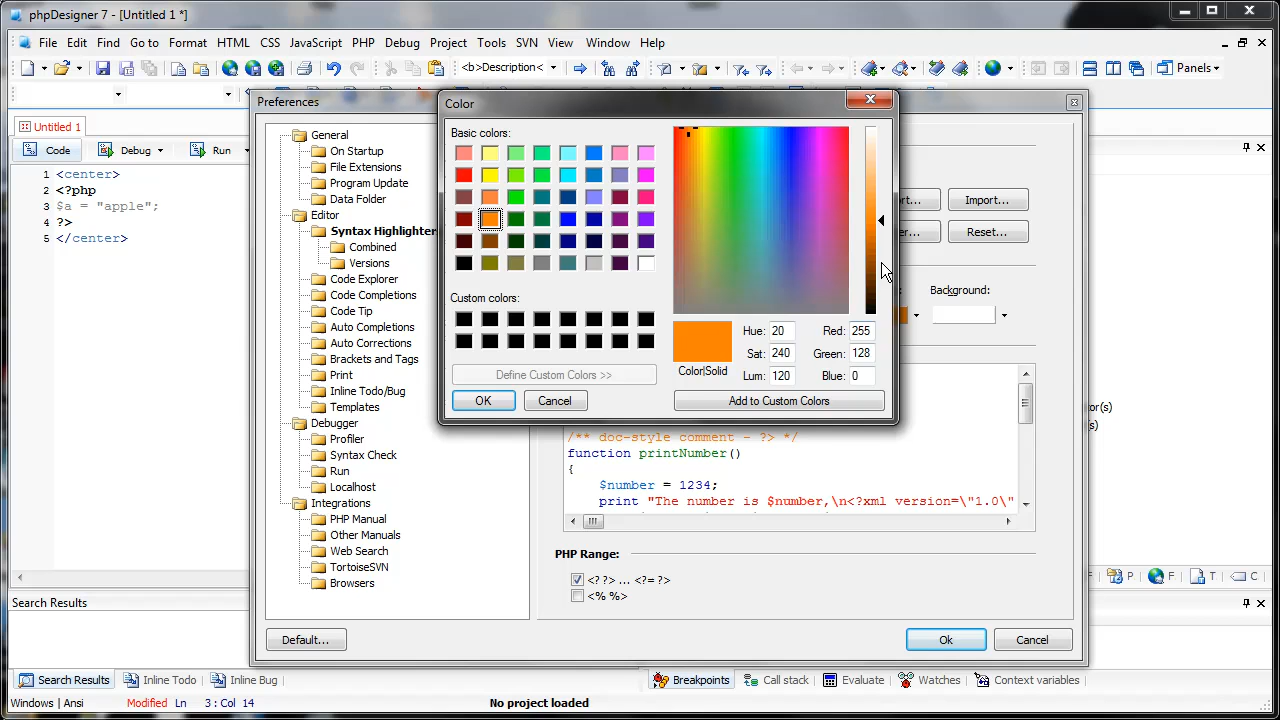 phpDesigner 7 - [Untitled 1 *]
File Edit Find Go to Format HTML CSS JavaScript PHP Debug Project Tools SVN View Window Help
<b>Description< Panels
Untitled 1
Code Debug Run
1 <center>
2 <?php
3 $a = "apple";
4 ?>
5 </center>
Preferences
General
On Startup
File Extensions
Program Update
Data Folder
Editor
Syntax Highlighter
Combined
Versions
Code Explorer
Code Completions
Code Tip
Auto Completions
Auto Corrections
Brackets and Tags
Print
Inline Todo/Bug
Templates
Debugger
Profiler
Syntax Check
Run
Localhost
Integrations
PHP Manual
Other Manuals
Web Search
TortoiseSVN
Browsers
Default...
Color
Basic colors:
Custom colors:
Define Custom Colors >>
OK Cancel
Hue: 20 Red: 255
Sat: 240 Green: 128
Lum: 120 Blue: 0
Color|Solid
Add to Custom Colors
Import...
Reset...
Background:
/** doc-style comment - ?> */
function printNumber()
{
$number = 1234;
print "The number is $number,\n<?xml version=\"1.0\"
PHP Range:
<? ?> ... <?= ?>
<% %>
Ok Cancel
or(s)
(s)
F P F T C
Search Results
Search Results Inline Todo Inline Bug
Breakpoints Call stack Evaluate Watches Context variables
Windows | Ansi Modified Ln 3 : Col 14 No project loaded